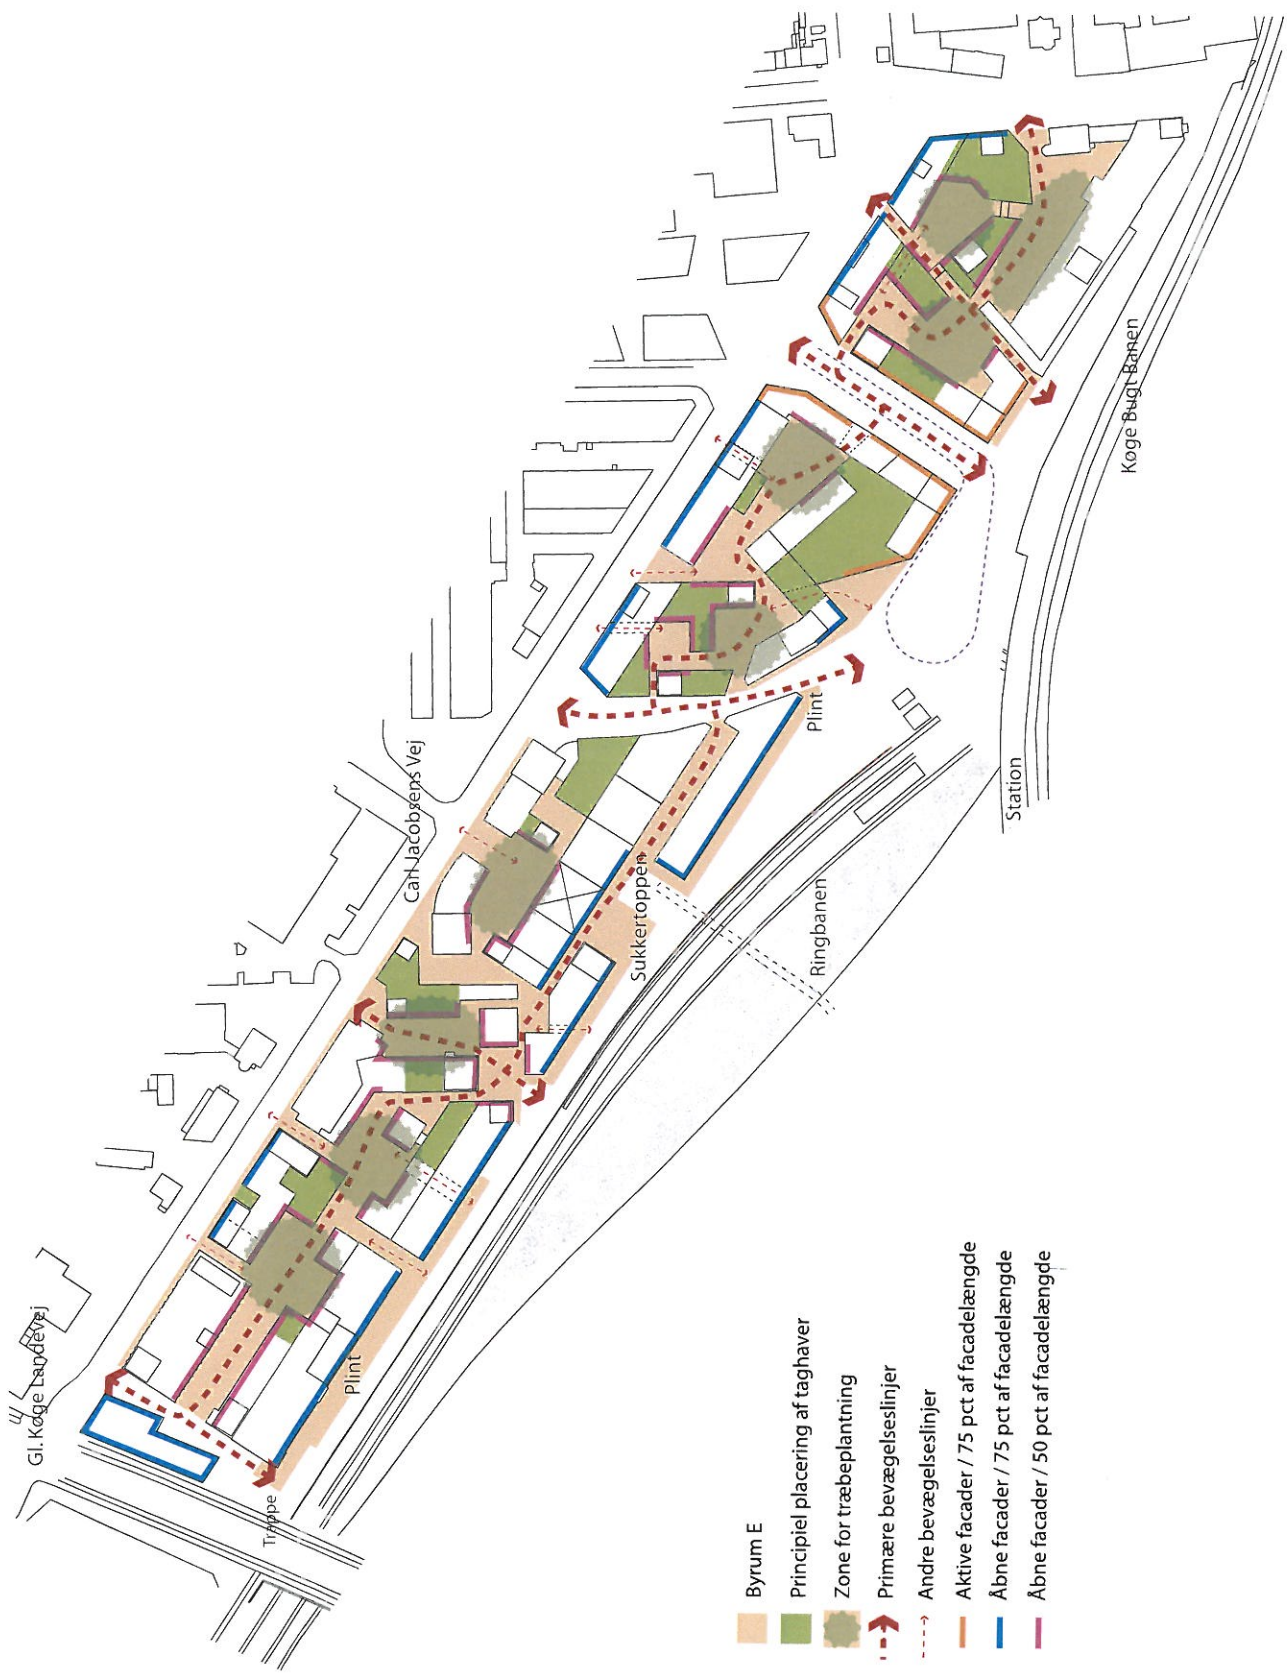 Gl. Køge Landevej
Trappe
Plint
Carl Jacobsens Vej
Sukkertoppen
Ringbanen
Plint
Station
Køge Bugt Banen
Byrum E
Principiel placering af taghaver
Zone for træbeplantning
Primære bevægelseslinjer
Andre bevægelseslinjer
Aktive facader / 75 pct af facadelængde
Åbne facader / 75 pct af facadelængde
Åbne facader / 50 pct af facadelængde